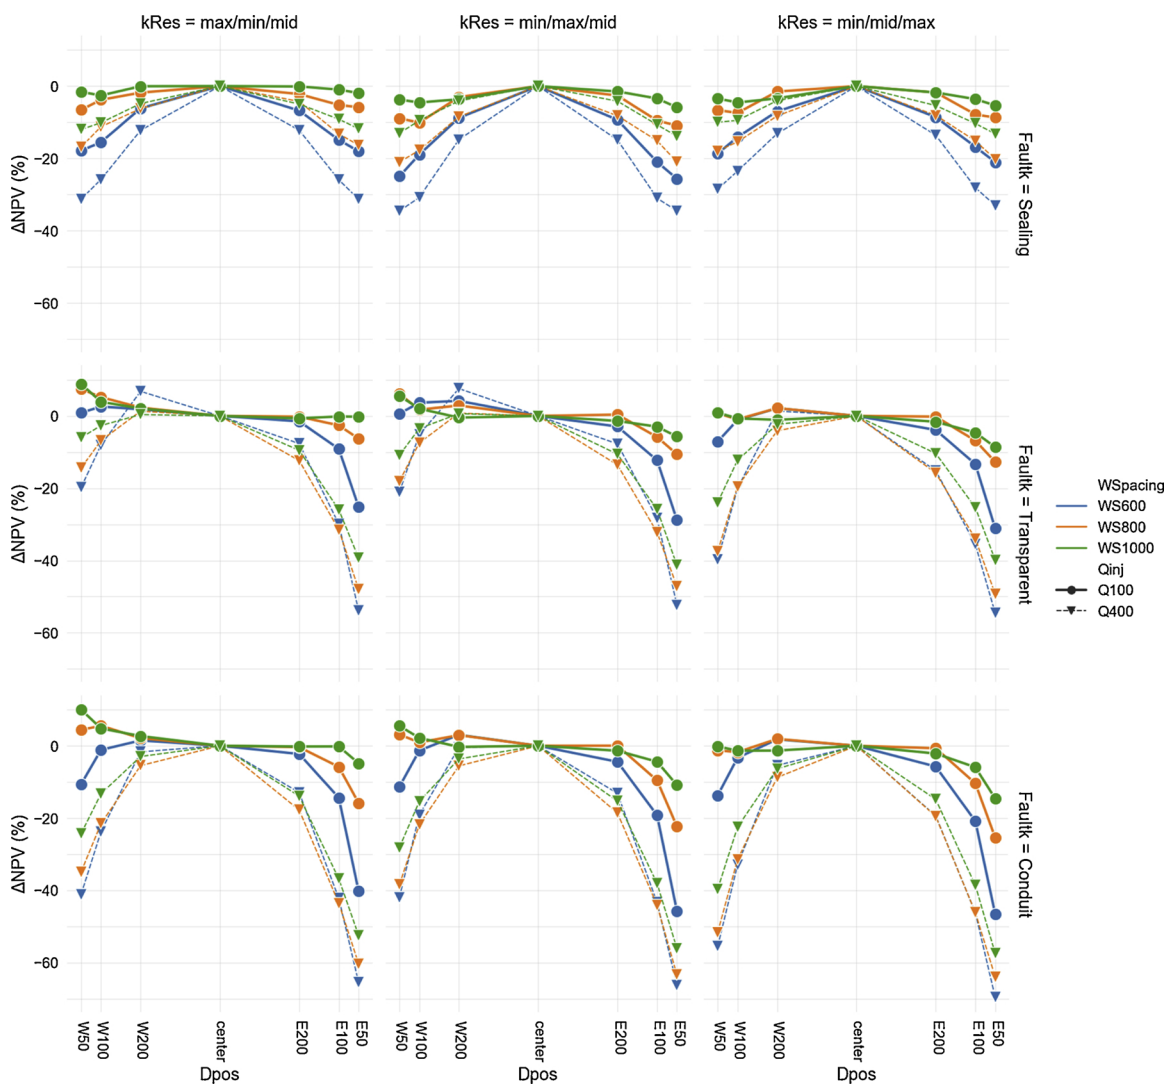 kRes = max/min/mid
kRes = min/max/mid
kRes = min/mid/max
0
−20
−40
−60
ΔNPV (%)
Faultk = Sealing
0
−20
−40
−60
ΔNPV (%)
Faultk = Transparent
WSpacing
WS600
WS800
WS1000
Qinj
Q100
Q400
0
−20
−40
−60
ΔNPV (%)
Faultk = Conduit
W50
W100
W200
center
E200
E100
E50
Dpos
W50
W100
W200
center
E200
E100
E50
Dpos
W50
W100
W200
center
E200
E100
E50
Dpos